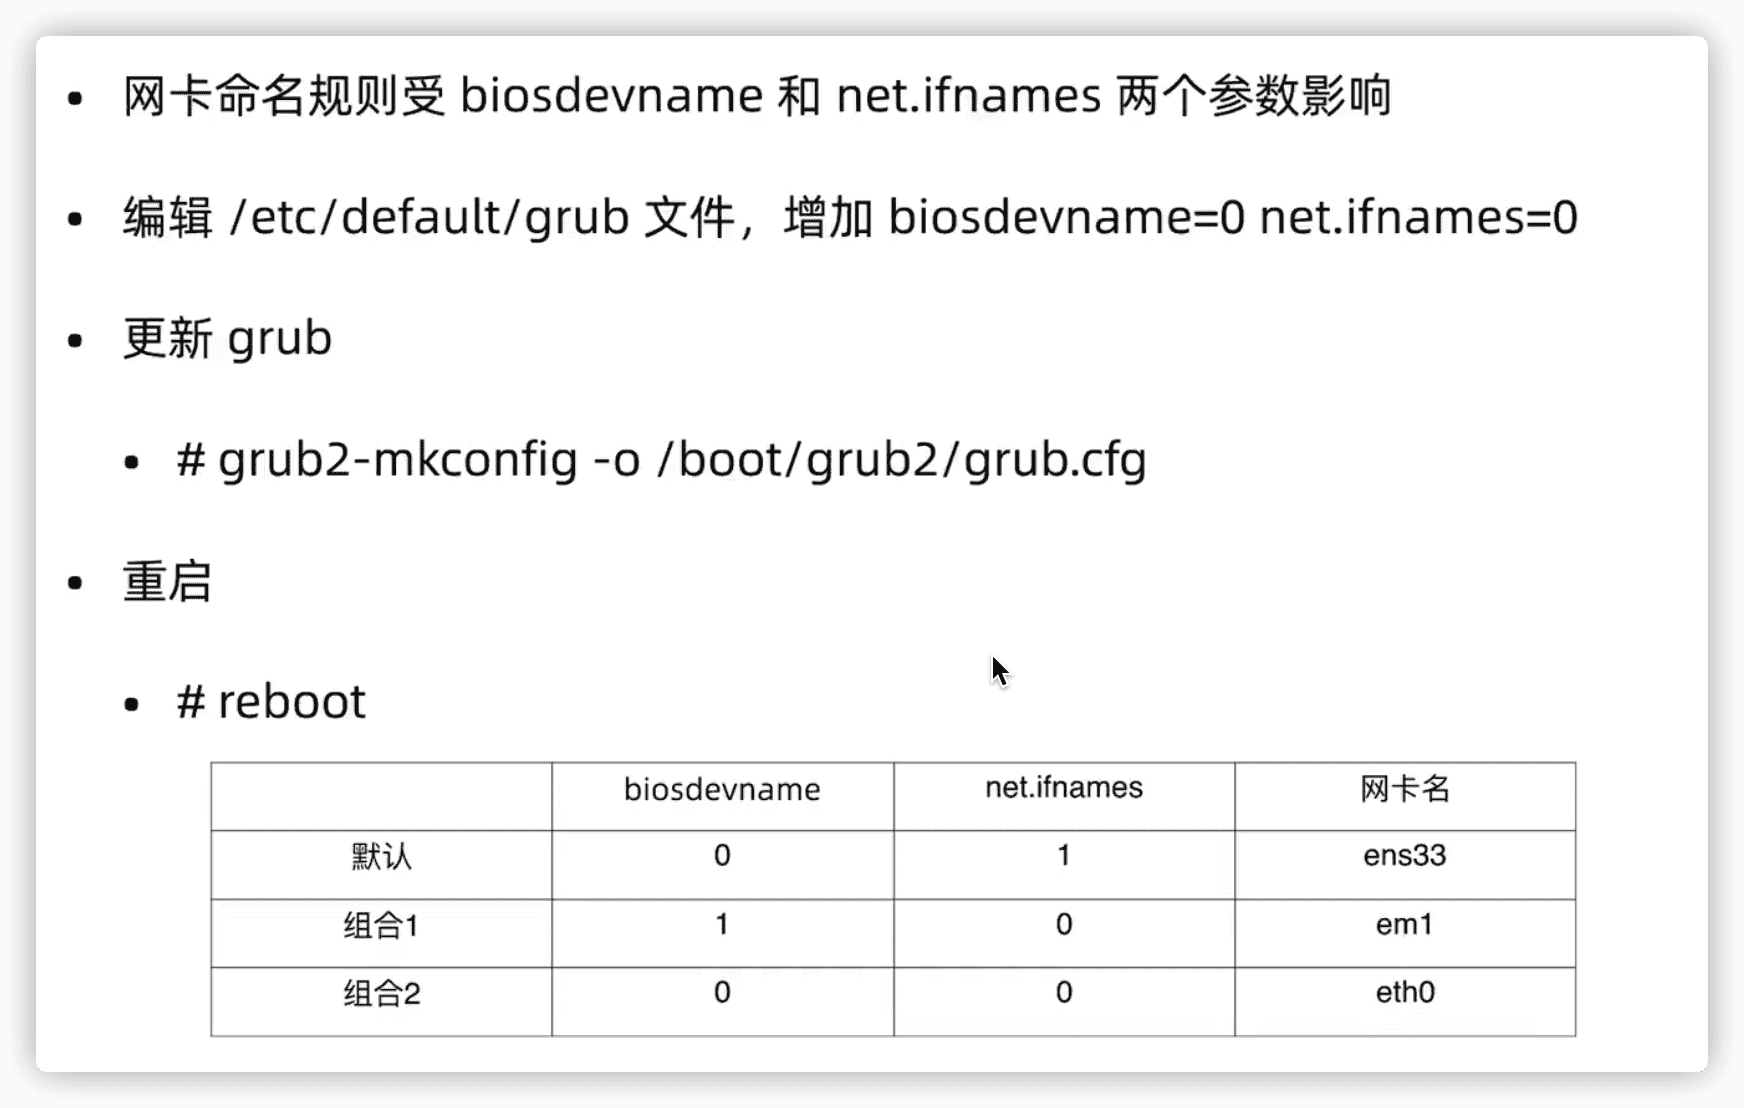 • 网卡命名规则受 biosdevname 和 net.ifnames 两个参数影响
• 编辑 /etc/default/grub 文件，增加 biosdevname=0 net.ifnames=0
• 更新 grub
• # grub2-mkconfig -o /boot/grub2/grub.cfg
• 重启
• # reboot
biosdevname net.ifnames 网卡名
默认 0 1 ens33
组合1 1 0 em1
组合2 0 0 eth0